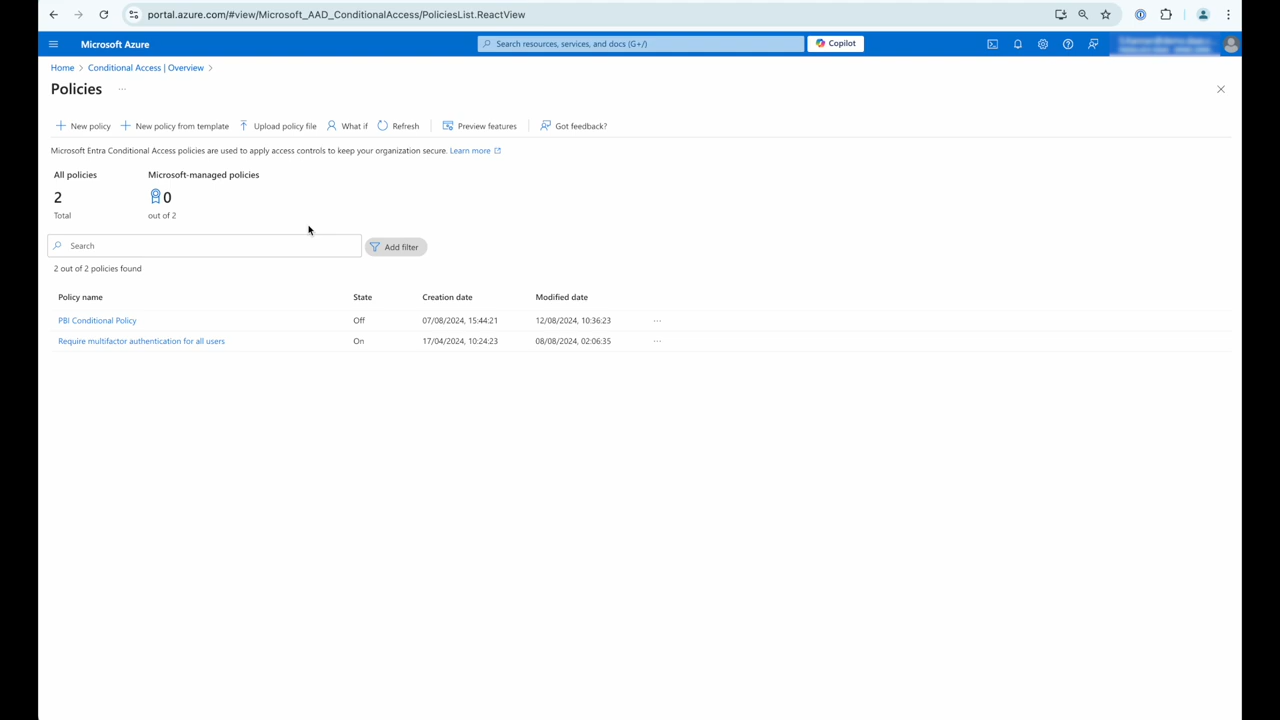 portal.azure.com/#view/Microsoft_AAD_ConditionalAccess/PoliciesList.ReactView
Microsoft Azure
Search resources, services, and docs (G+/)
Copilot
Home > Conditional Access | Overview >
Policies ...
New policy
New policy from template
Upload policy file
What if
Refresh
Preview features
Got feedback?
Microsoft Entra Conditional Access policies are used to apply access controls to keep your organization secure. Learn more
All policies
Microsoft-managed policies
2
0
Total
out of 2
Search
Add filter
2 out of 2 policies found
Policy name State Creation date Modified date
PBI Conditional Policy Off 07/08/2024, 15:44:21 12/08/2024, 10:36:23 ...
Require multifactor authentication for all users On 17/04/2024, 10:24:23 08/08/2024, 02:06:35 ...